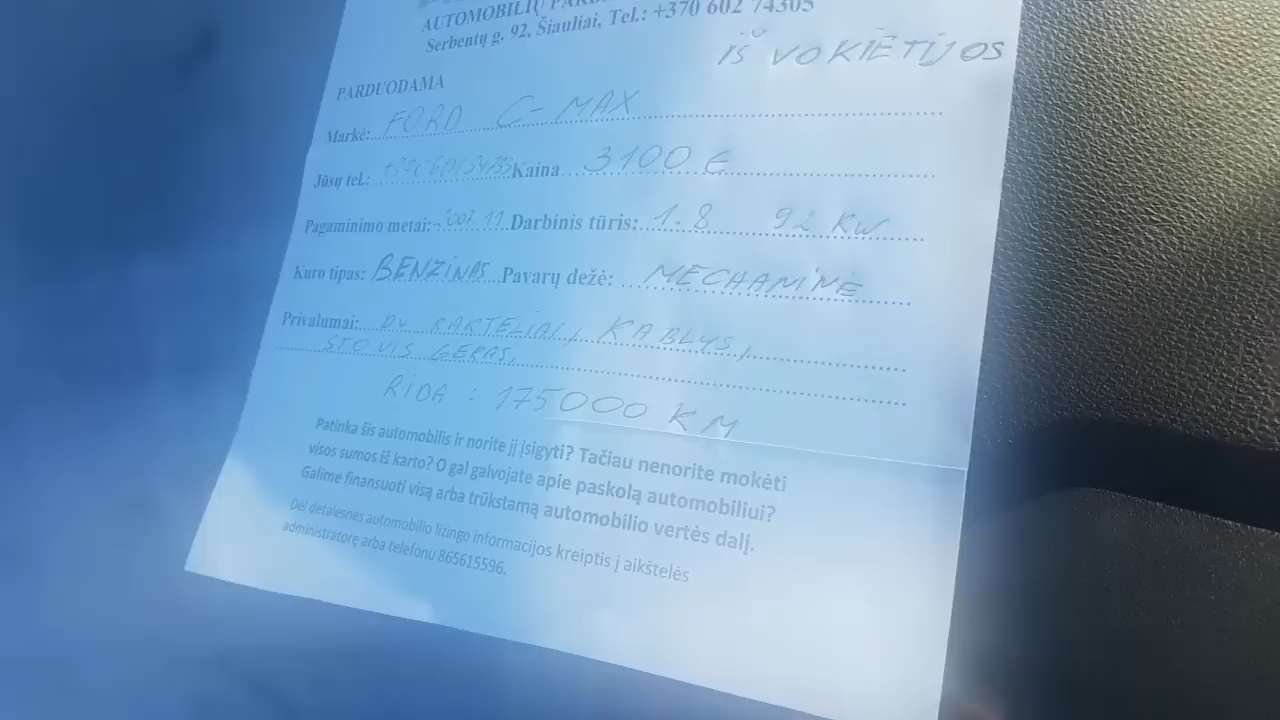 AUTOMOBILIŲ
Serbentų g. 92, Šiauliai, Tel.: +370 602 74305
IŠ VOKIETIJOS
PARDUODAMA
Markė: FORD C-MAX
Jūsų tel.: Kaina 3100 €
Pagaminimo metai: 2007.11 Darbinis tūris: 1.8 92 KW
Kuro tipas: BENZINAS Pavarų dėžė: MECHANINĖ
Privalumai: DU RAKTELIAI, KABLYS,
STOVIS GERAS,
RIDA : 175000 KM
Patinka šis automobilis ir norite jį įsigyti? Tačiau nenorite mokėti
visos sumos iš karto? O gal galvojate apie paskolą automobiliui?
Galime finansuoti visą arba trūkstamą automobilio vertės dalį.
Dėl detalesnės automobilio lizingo informacijos kreiptis į aikštelės
administratorę arba telefonu 865615596.